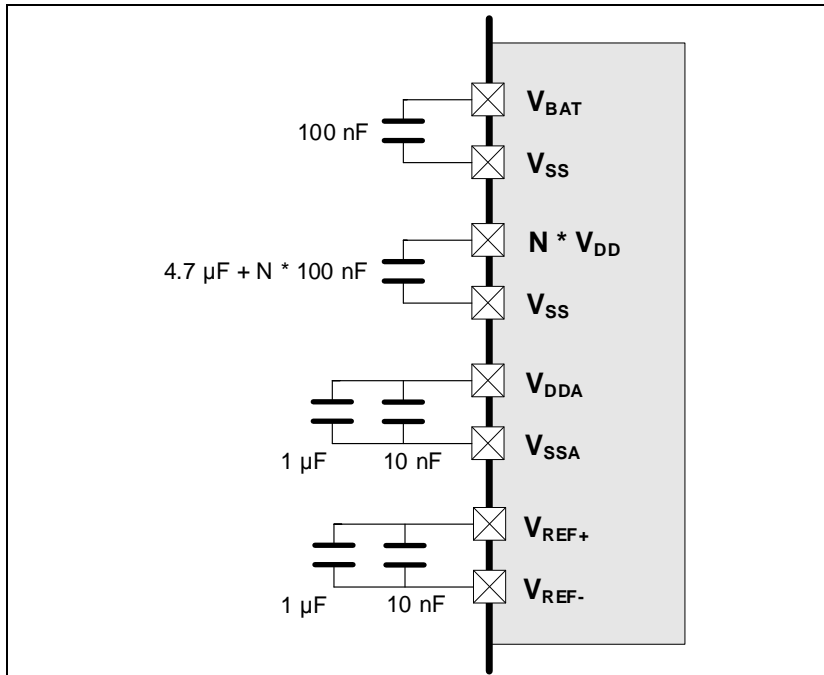 V_BAT
100 nF
V_SS
N * V_DD
4.7 µF + N * 100 nF
V_SS
V_DDA
1 µF 10 nF
V_SSA
V_REF+
1 µF 10 nF
V_REF-